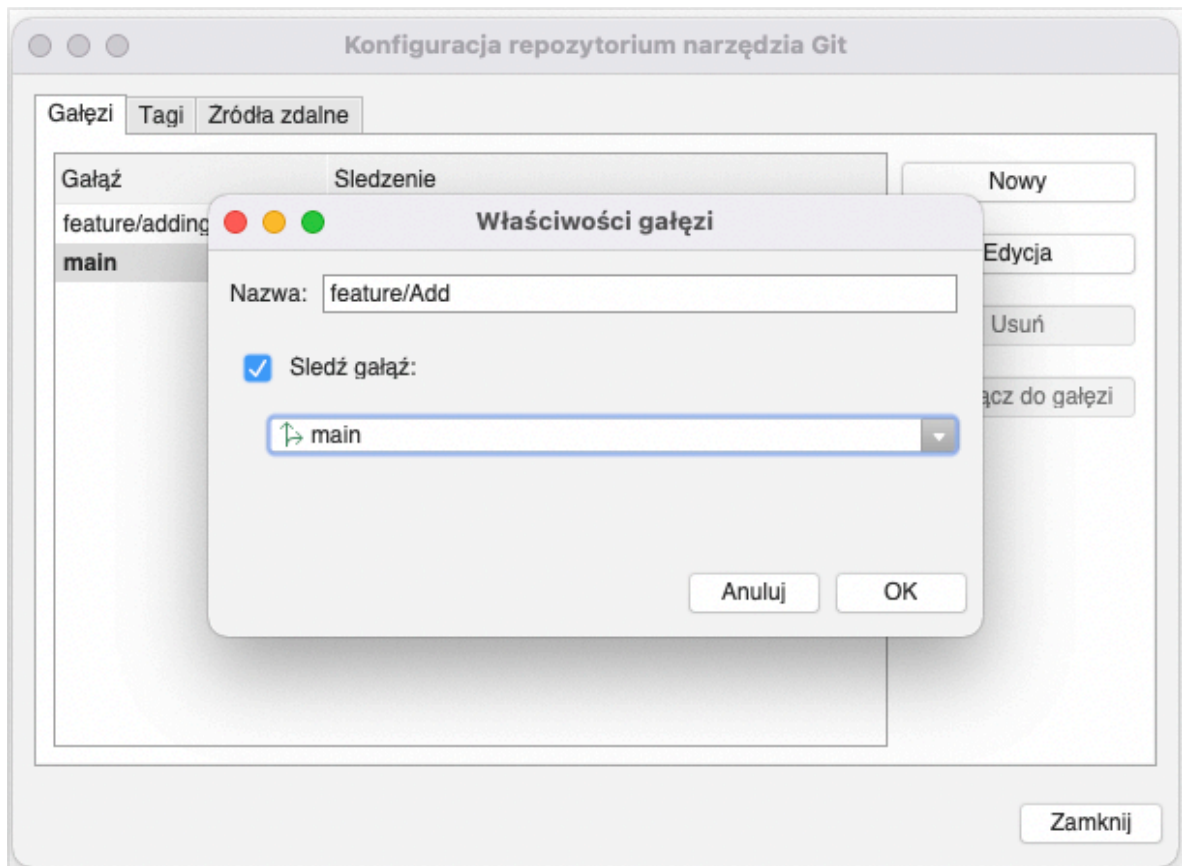 Konfiguracja repozytorium narzędzia Git
Gałęzi Tagi Źródła zdalne
Gałąź Śledzenie
Nowy
feature/adding
main
Edycja
Usuń
ącz do gałęzi
Właściwości gałęzi
Nazwa: feature/Add
Śledź gałąź:
main
Anuluj OK
Zamknij